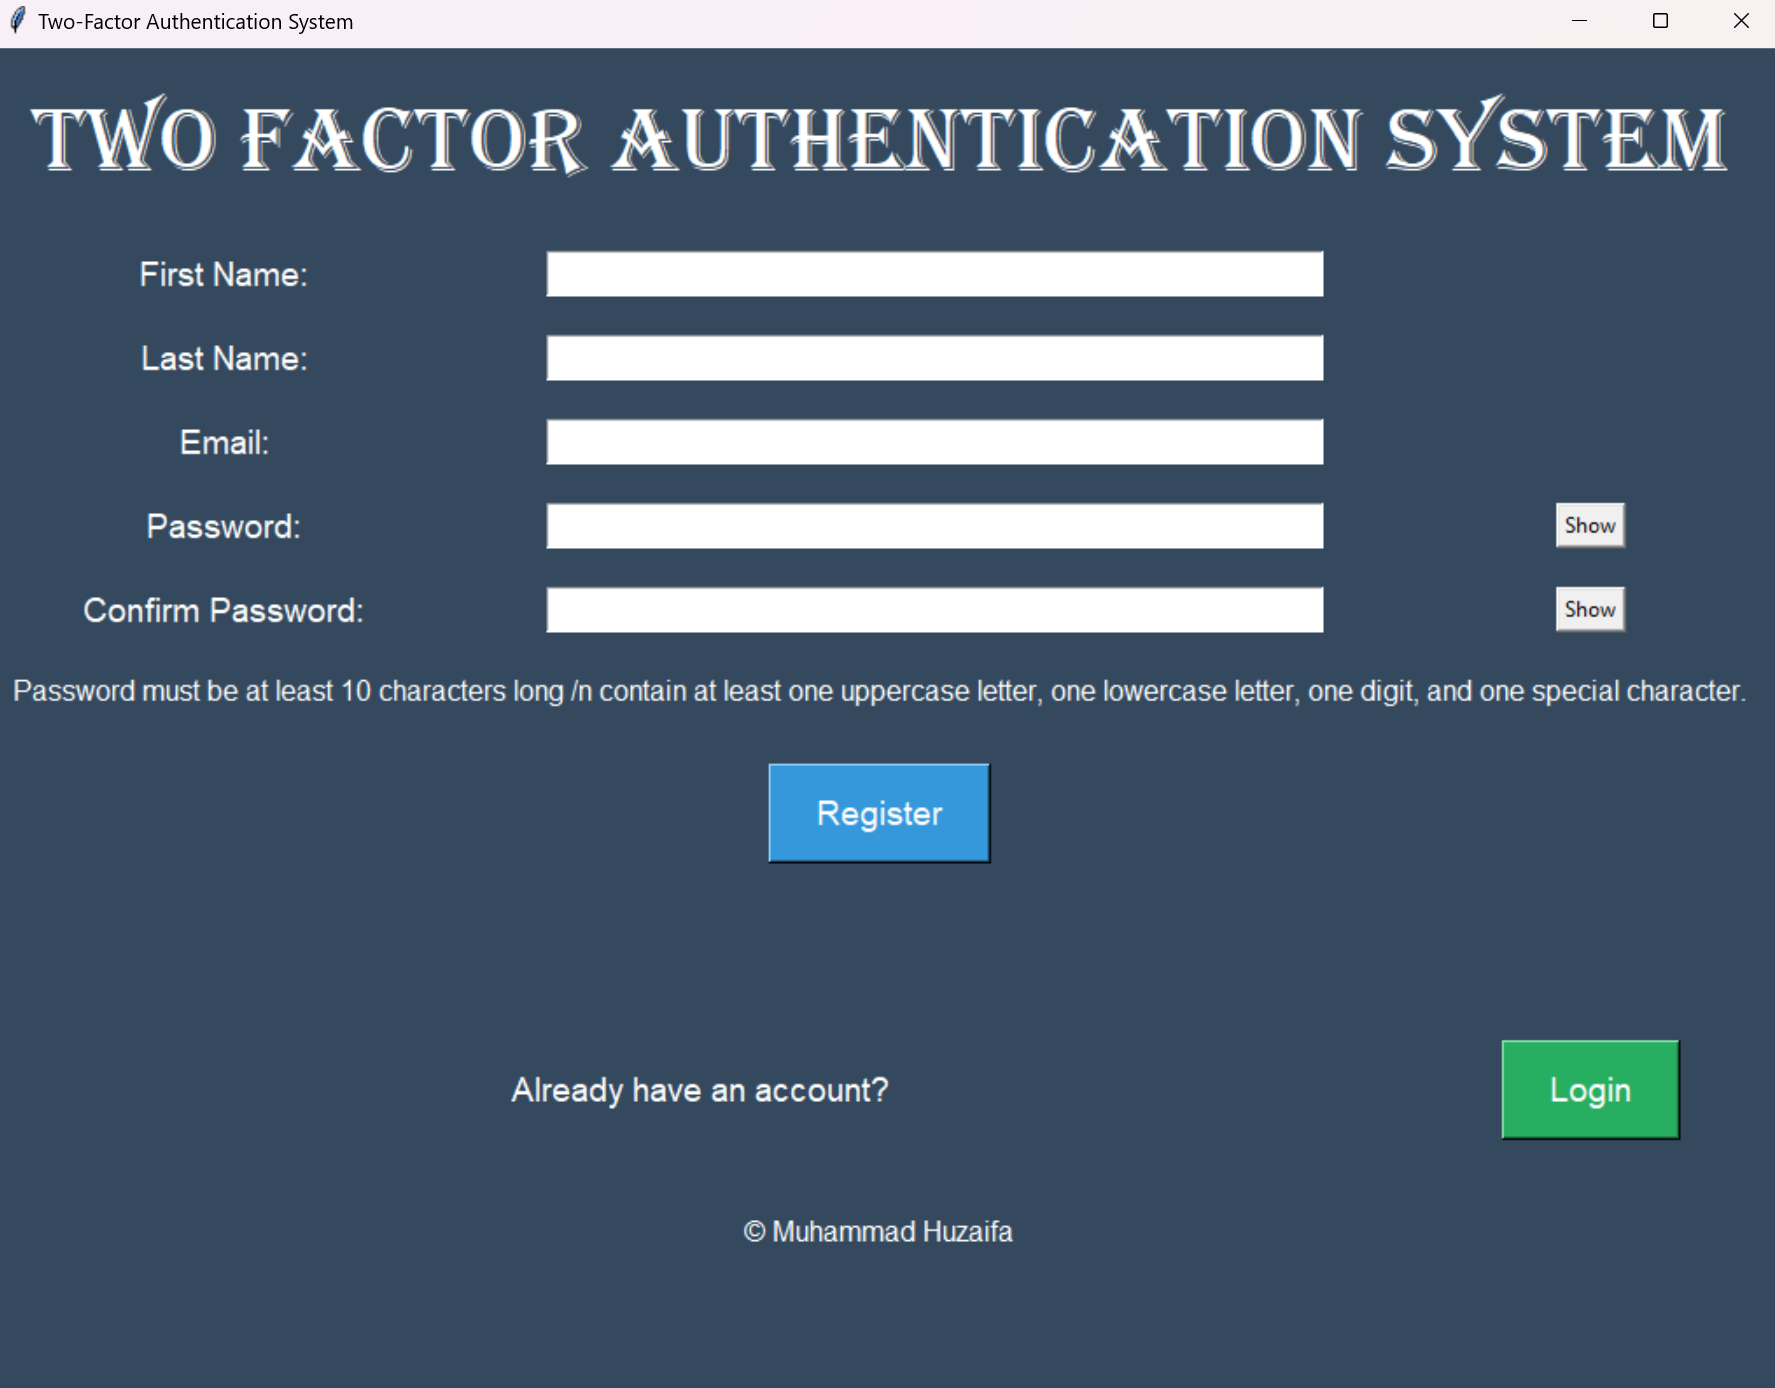 Two-Factor Authentication System
TWO FACTOR AUTHENTICATION SYSTEM
First Name:
Last Name:
Email:
Password:
Show
Confirm Password:
Show
Password must be at least 10 characters long /n contain at least one uppercase letter, one lowercase letter, one digit, and one special character.
Register
Already have an account?
Login
© Muhammad Huzaifa